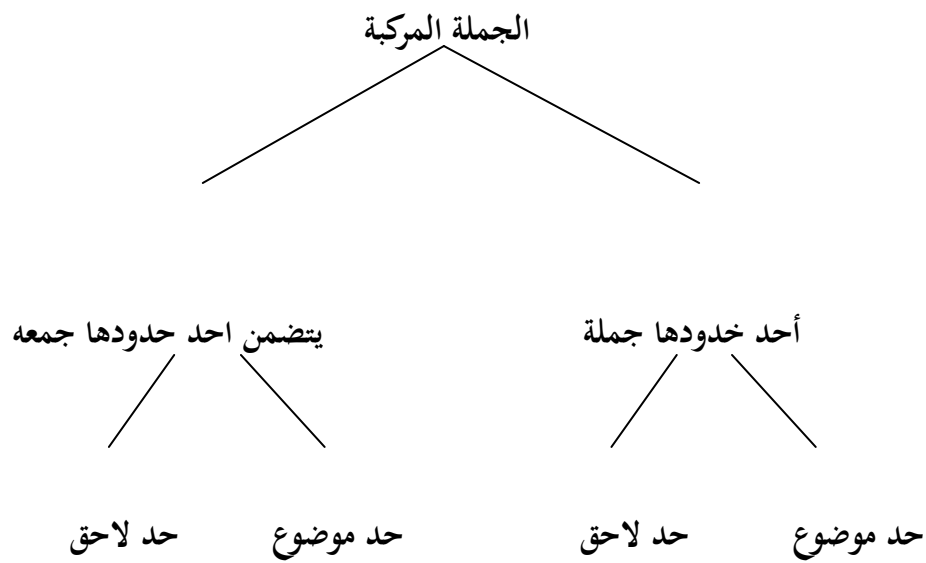 الجملة المركبة
أحد خدودها جملة
يتضمن احد حدودها جمعه
حد موضوع
حد لاحق
حد موضوع
حد لاحق